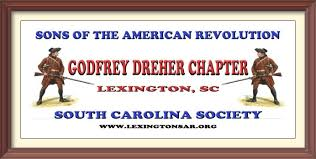 SONS OF THE AMERICAN REVOLUTION
GODFREY DREHER CHAPTER
LEXINGTON, SC
SOUTH CAROLINA SOCIETY
WWW.LEXINGTONSAR.ORG